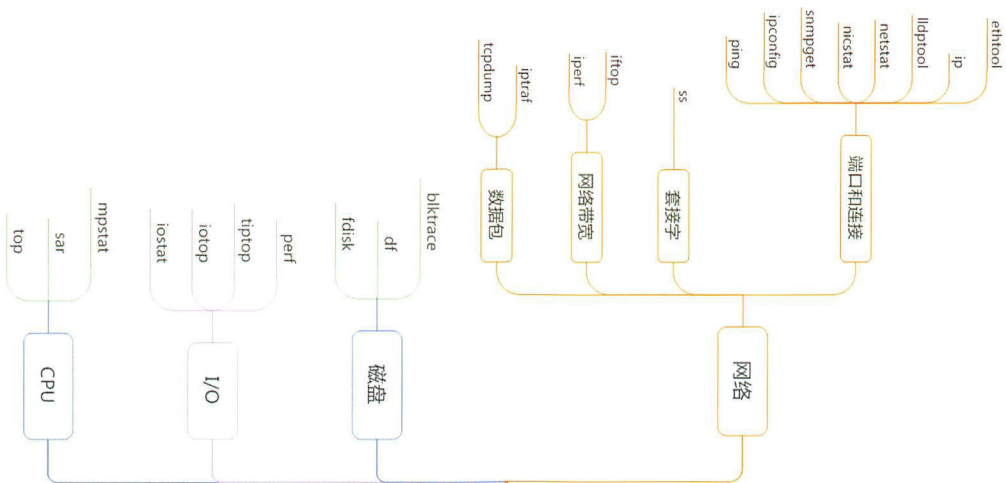 ethtool
ip
lldptool
netstat
nicstat
snmpget
ipconfig
ping
端口和连接
ss
套接字
iftop
iperf
网络带宽
iptraf
tcpdump
数据包
网络
blktrace
df
fdisk
磁盘
perf
tiptop
iotop
iostat
I/O
mpstat
sar
top
CPU